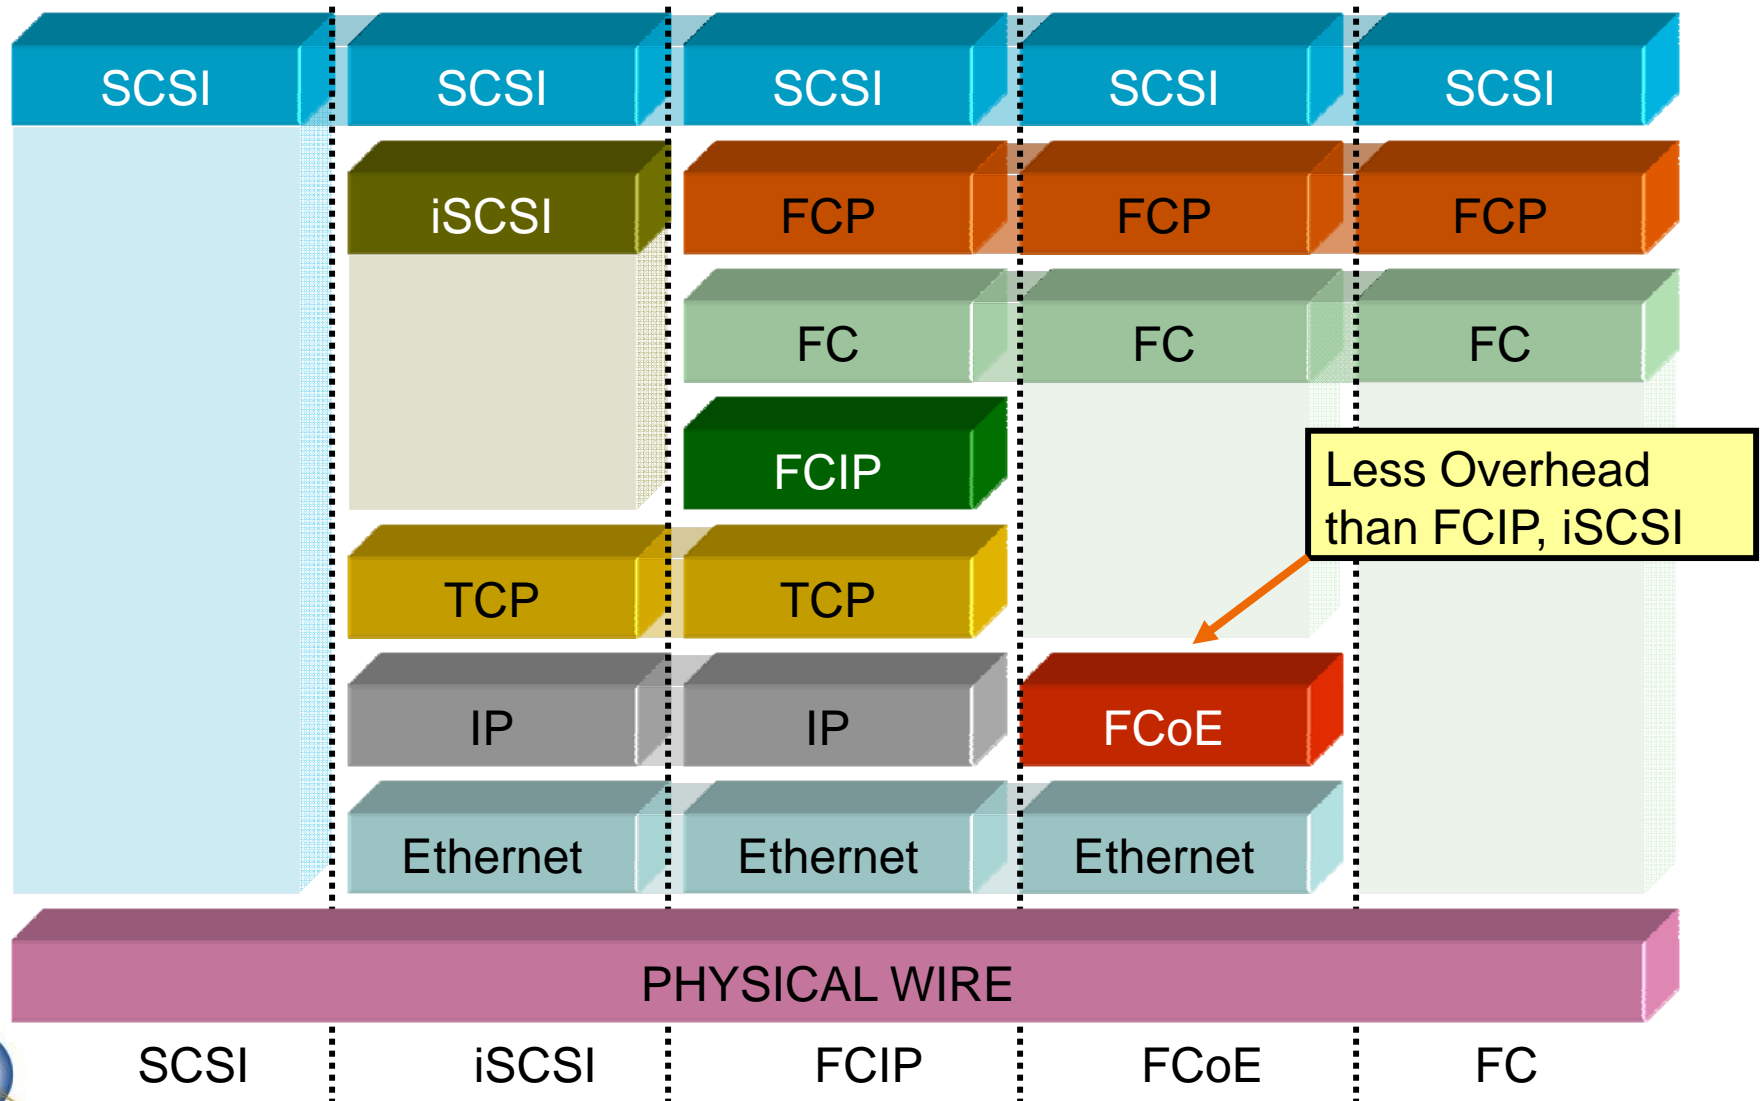 SCSI SCSI SCSI SCSI SCSI
iSCSI FCP FCP FCP
FC FC FC
FCIP
Less Overhead
than FCIP, iSCSI
TCP TCP
IP IP FCoE
Ethernet Ethernet Ethernet
PHYSICAL WIRE
SCSI iSCSI FCIP FCoE FC